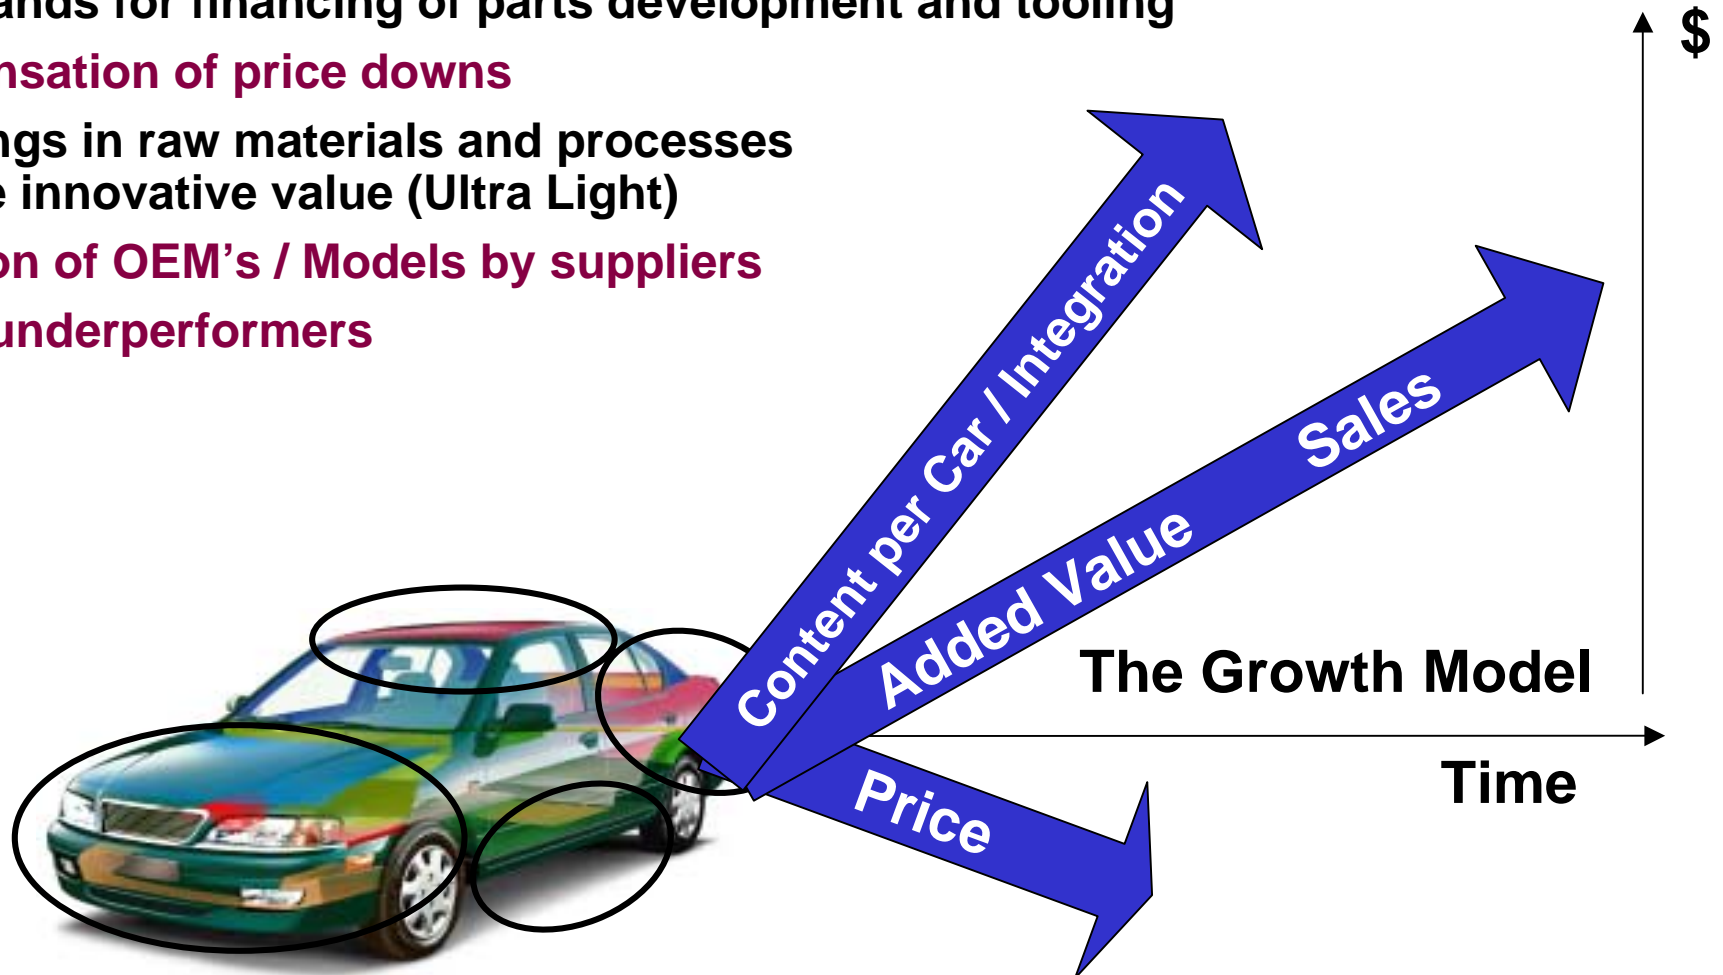 ands for financing of parts development and tooling
nsation of price downs
ngs in raw materials and processes
e innovative value (Ultra Light)
on of OEM’s / Models by suppliers
underperformers
$
Content per Car / Integration
Added Value Sales
The Growth Model
Time
Price